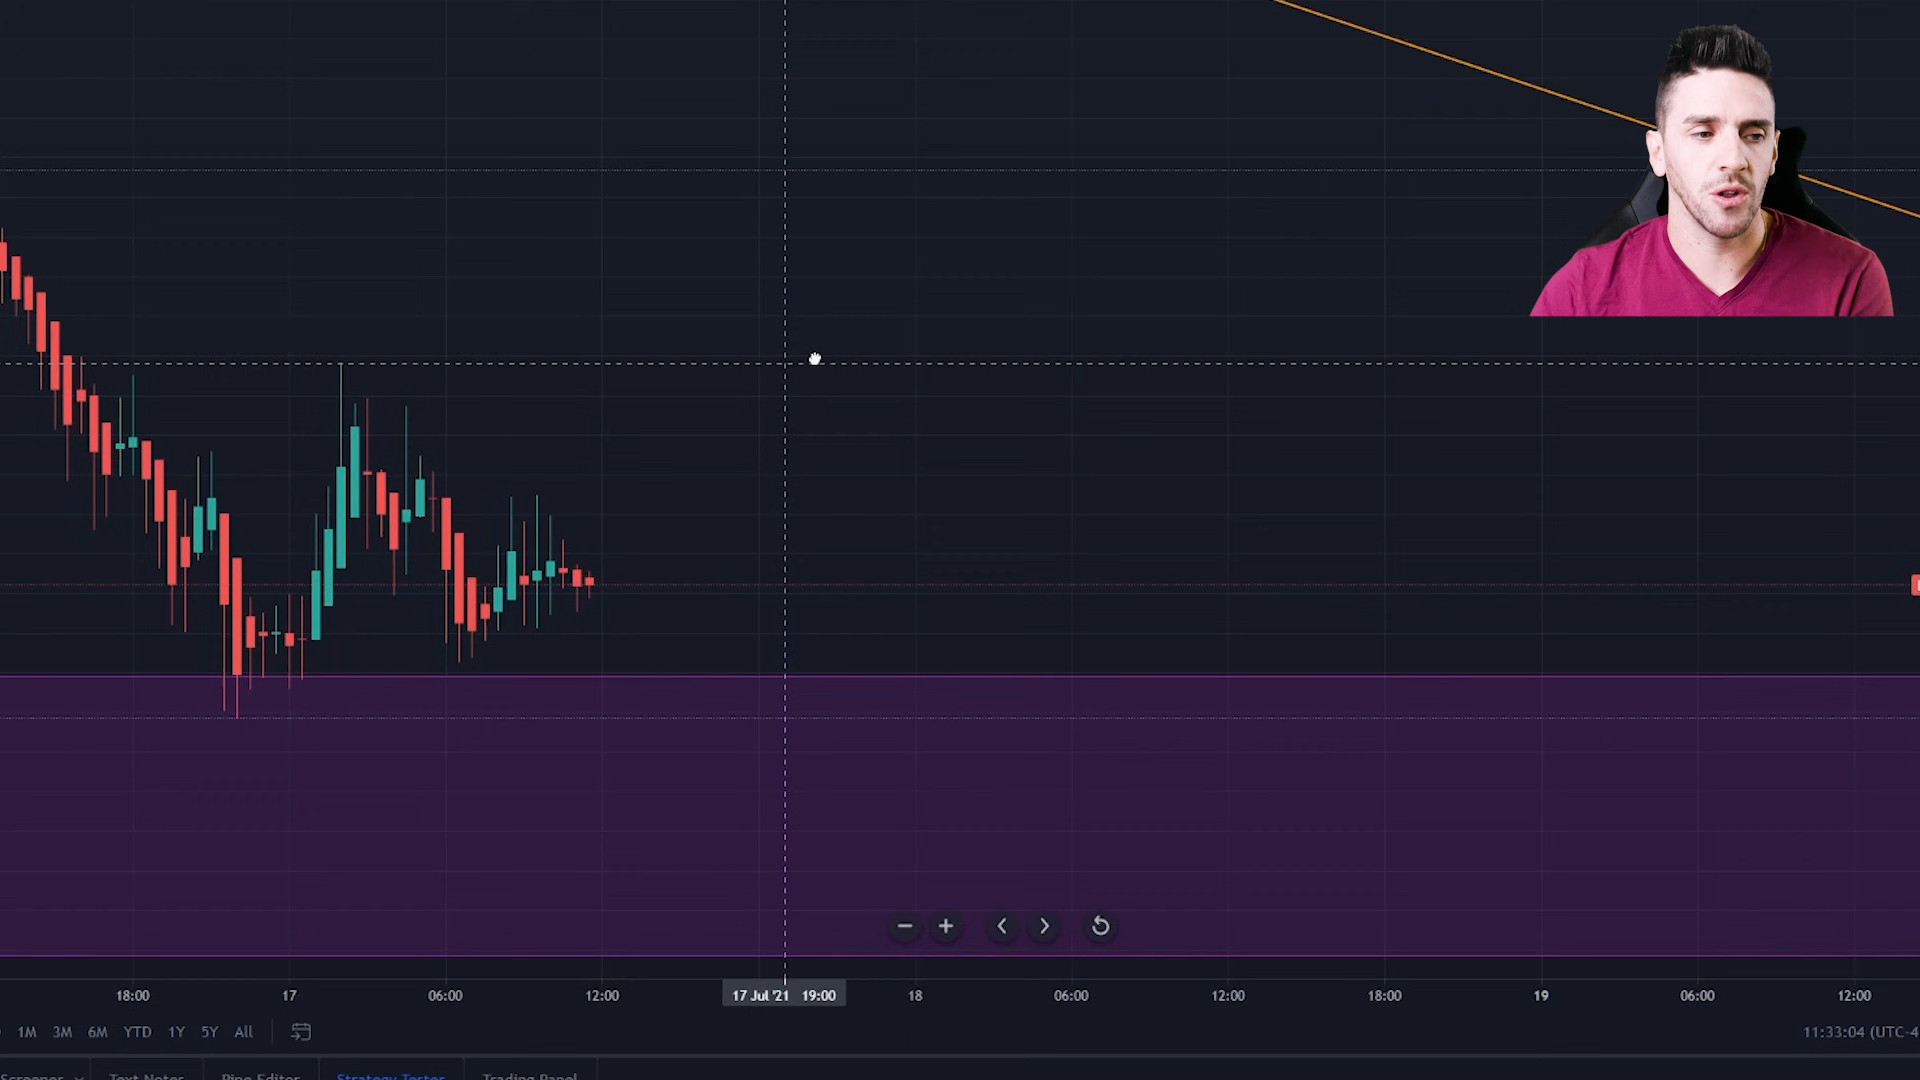 18:00 17 06:00 12:00 17 Jul '21 19:00 18 06:00 12:00 18:00 19 06:00 12:00
1M 3M 6M YTD 1Y 5Y All 11:33:04 (UTC-4
Screener Text Notes Pine Editor Strategy Tester Trading Panel